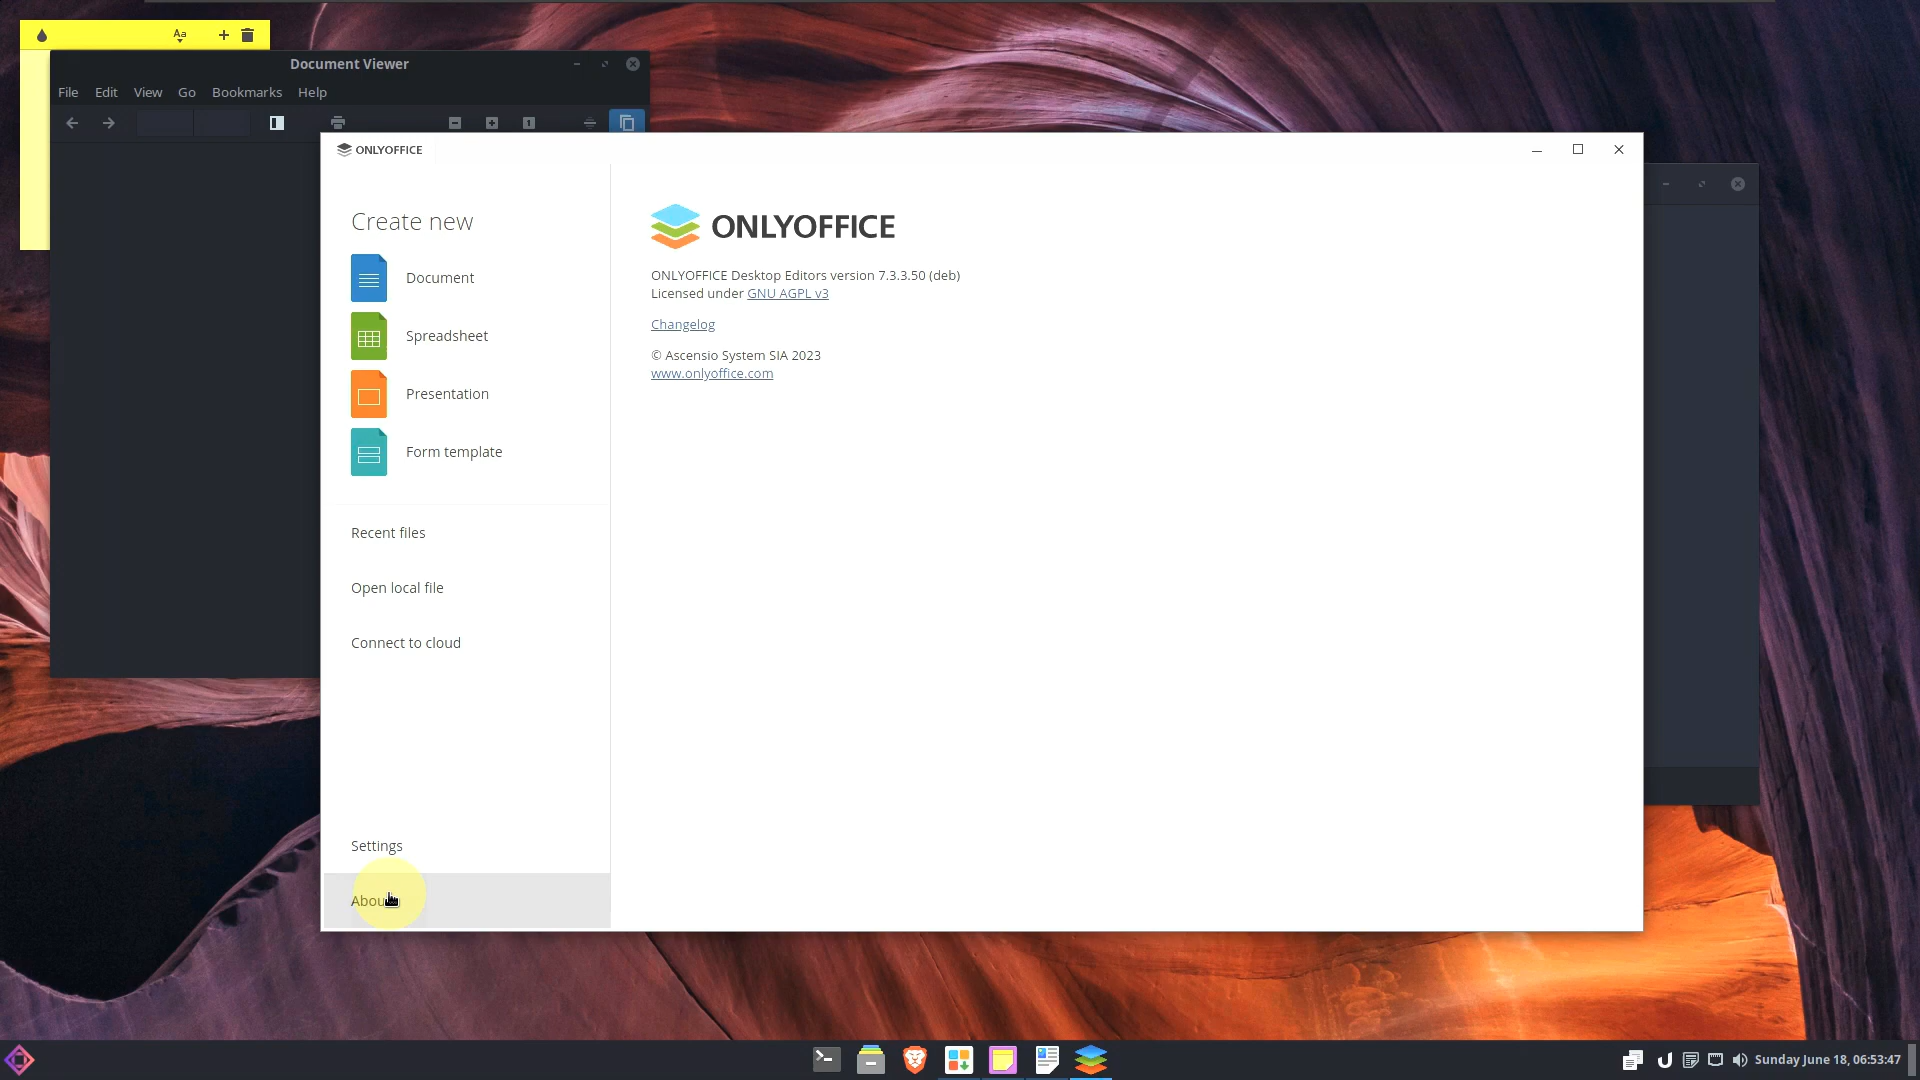 Aa
Document Viewer
File Edit View Go Bookmarks Help
ONLYOFFICE
Create new
Document
Spreadsheet
Presentation
Form template
Recent files
Open local file
Connect to cloud
Settings
About
ONLYOFFICE
ONLYOFFICE Desktop Editors version 7.3.3.50 (deb)
Licensed under GNU AGPL v3
Changelog
© Ascensio System SIA 2023
www.onlyoffice.com
Sunday June 18, 06:53:47